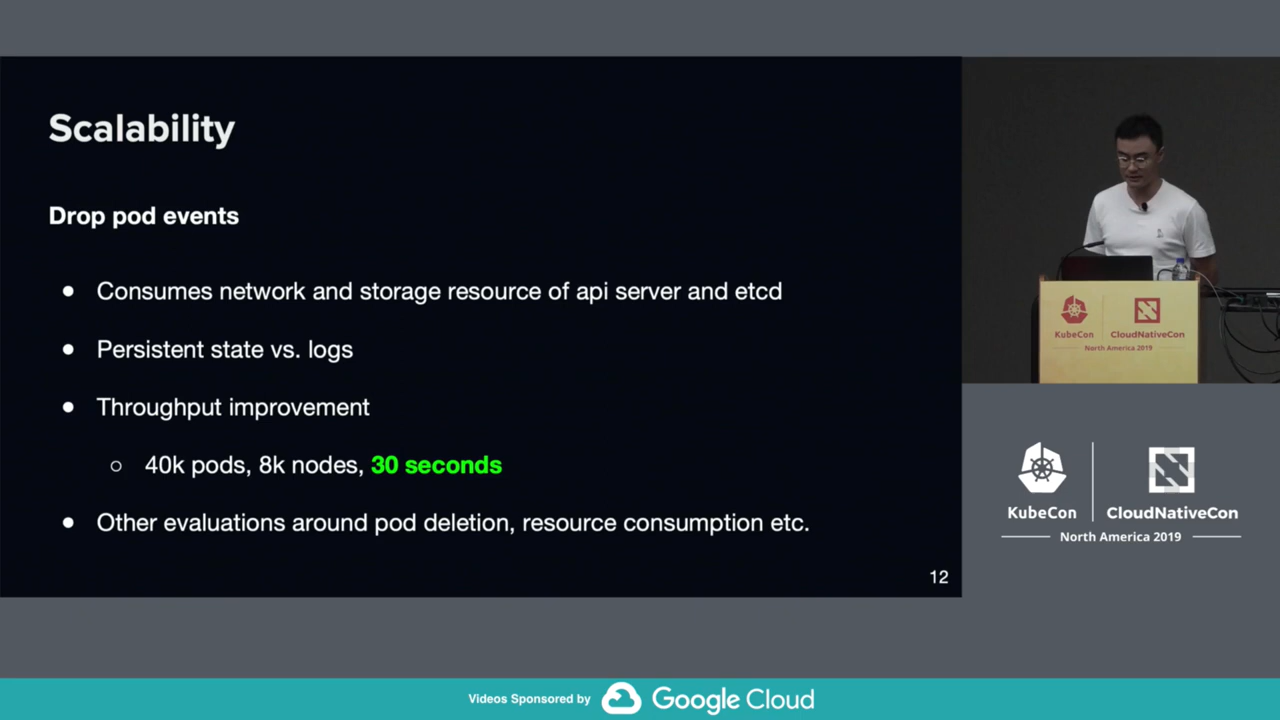 Scalability
Drop pod events
Consumes network and storage resource of api server and etcd
Persistent state vs. logs
Throughput improvement
40k pods, 8k nodes, 30 seconds
Other evaluations around pod deletion, resource consumption etc.
12
KubeCon
CloudNativeCon
North America 2019
KubeCon
CloudNativeCon
North America 2019
Videos Sponsored by Google Cloud